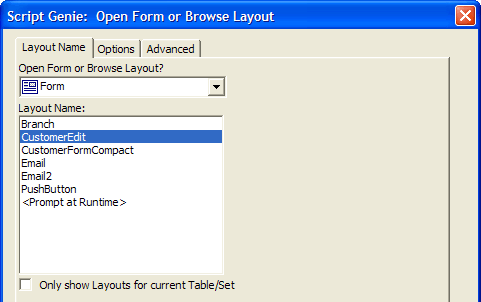 Script Genie: Open Form or Browse Layout
Layout Name Options Advanced
Open Form or Browse Layout?
Form
Layout Name:
Branch
CustomerEdit
CustomerFormCompact
Email
Email2
PushButton
<Prompt at Runtime>
Only show Layouts for current Table/Set